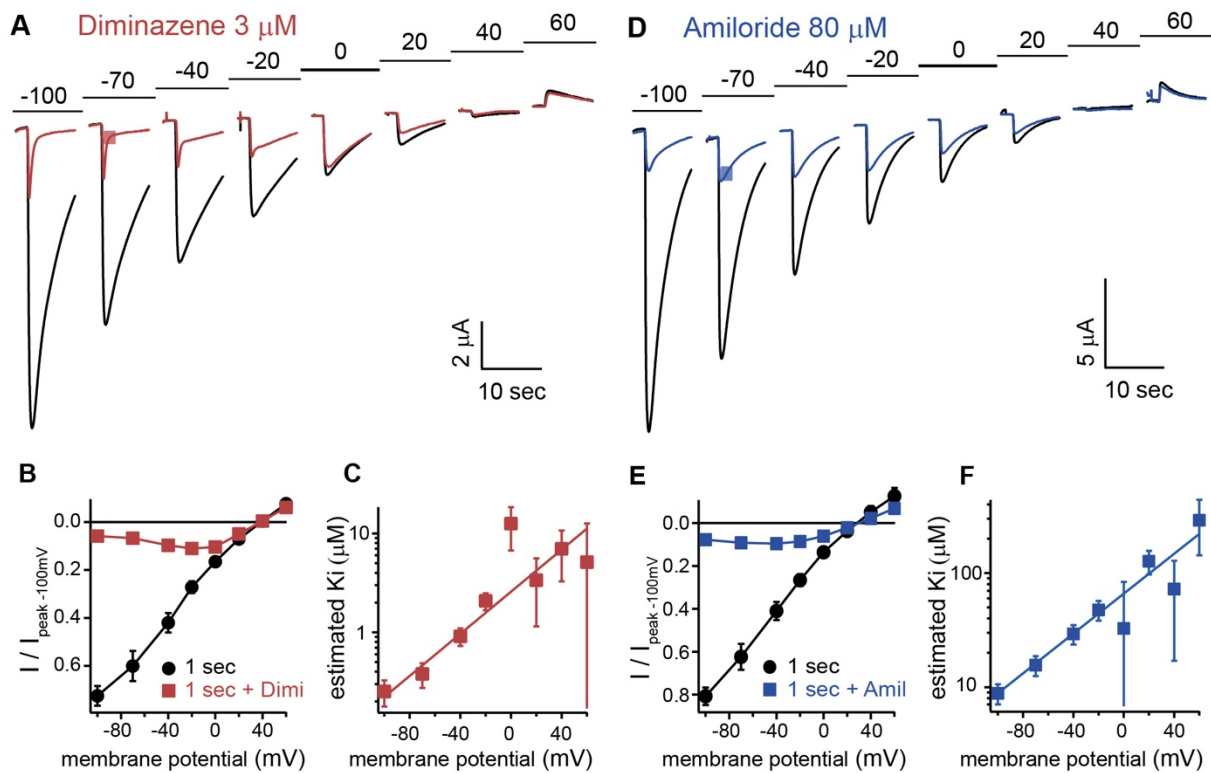 A
Diminazene 3 μM
-100
-70
-40
-20
0
20
40
60
2 μA
10 sec
D
Amiloride 80 μM
-100
-70
-40
-20
0
20
40
60
5 μA
10 sec
B
0.0
0.2
0.4
0.6
I / I peak -100mV
1 sec
1 sec + Dimi
-80
-40
0
40
membrane potential (mV)
C
10
1
estimated Ki (μM)
-80
-40
0
40
membrane potential (mV)
E
0.0
0.2
0.4
0.6
0.8
I / I peak -100mV
1 sec
1 sec + Amil
-80
-40
0
40
membrane potential (mV)
F
100
10
estimated Ki (μM)
-80
-40
0
40
membrane potential (mV)